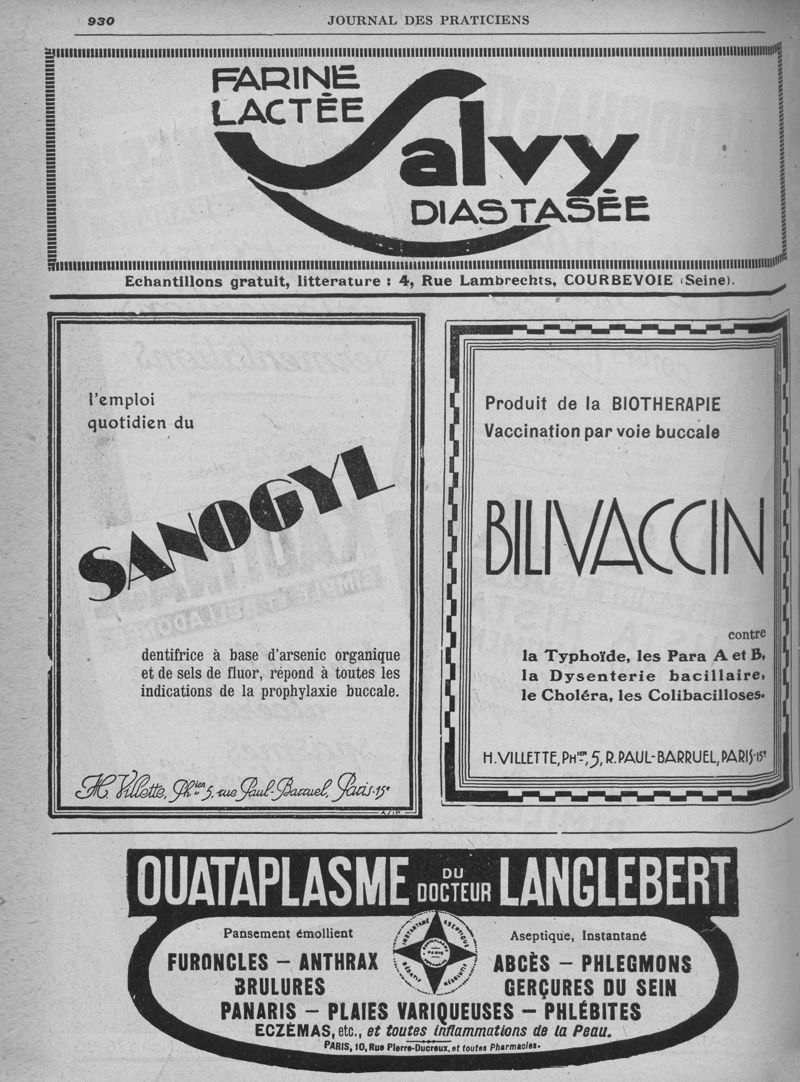 930
JOURNAL DES PRATICIENS
FARINE
LACTÉE
Salvy
DIASTASÉE
Echantillons gratuit, litterature : 4, Rue Lambrechts, COURBEVOIE (Seine).
l'emploi
quotidien du
SANOGYL
dentifrice à base d'arsenic organique
et de sels de fluor, répond à toutes les
indications de la prophylaxie buccale.
H. Villette, Phien 5, rue Paul-Barruel, Paris-15e
Produit de la BIOTHERAPIE
Vaccination par voie buccale
BILIVACCIN
contre
la Typhoïde, les Para A et B,
la Dysenterie bacillaire,
le Choléra, les Colibacilloses.
H. VILLETTE, PHIEN, 5, R. PAUL-BARRUEL, PARIS-15e
OUATAPLASME DU DOCTEUR LANGLEBERT
Pansement émollient
Aseptique, Instantané
INSTANTANÉ ASEPTIQUE
FURONCLES — ANTHRAX
ABCÈS — PHLEGMONS
BRULURES
GERÇURES DU SEIN
PANARIS — PLAIES VARIQUEUSES — PHLÉBITES
ECZÉMAS, etc., et toutes inflammations de la Peau.
PARIS, 10, Rue Pierre-Ducreux, et toutes Pharmacies.